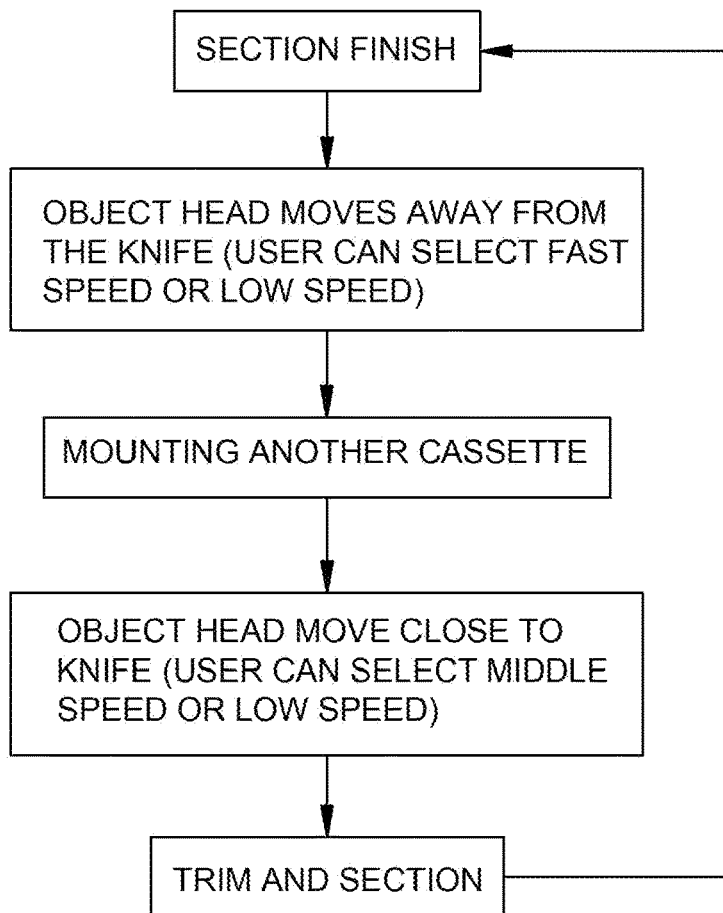 SECTION FINISH
OBJECT HEAD MOVES AWAY FROM
THE KNIFE (USER CAN SELECT FAST
SPEED OR LOW SPEED)
MOUNTING ANOTHER CASSETTE
OBJECT HEAD MOVE CLOSE TO
KNIFE (USER CAN SELECT MIDDLE
SPEED OR LOW SPEED)
TRIM AND SECTION